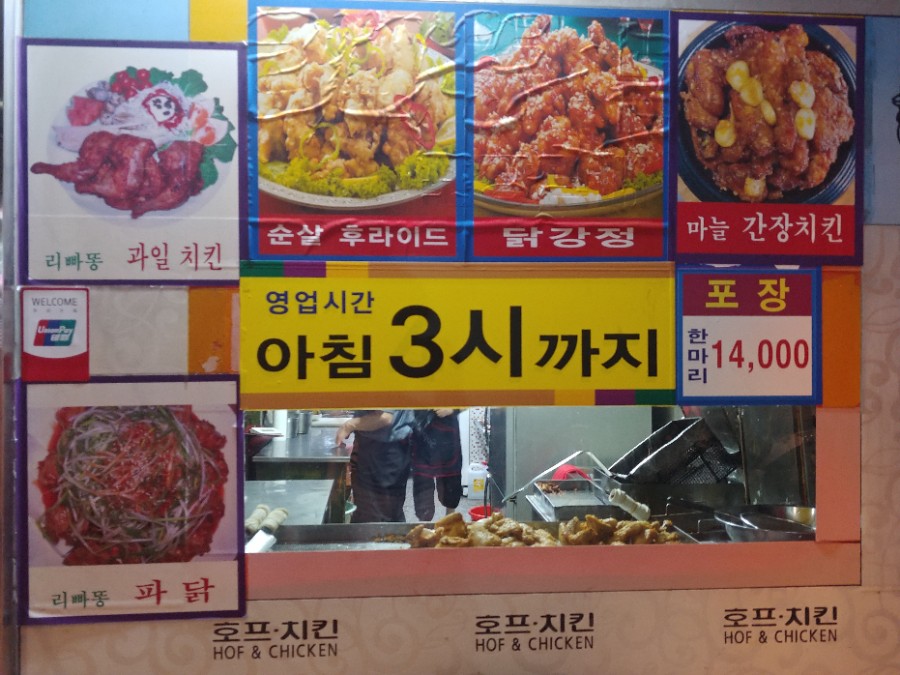 순살 후라이드
닭강정
마늘 간장치킨
리빠똥 과일 치킨
WELCOME
UnionPay
영업시간
아침 3시 까지
포장
한마리 14,000
리빠똥 파닭
호프·치킨
HOF & CHICKEN
호프·치킨
HOF & CHICKEN
호프·치킨
HOF & CHICKEN